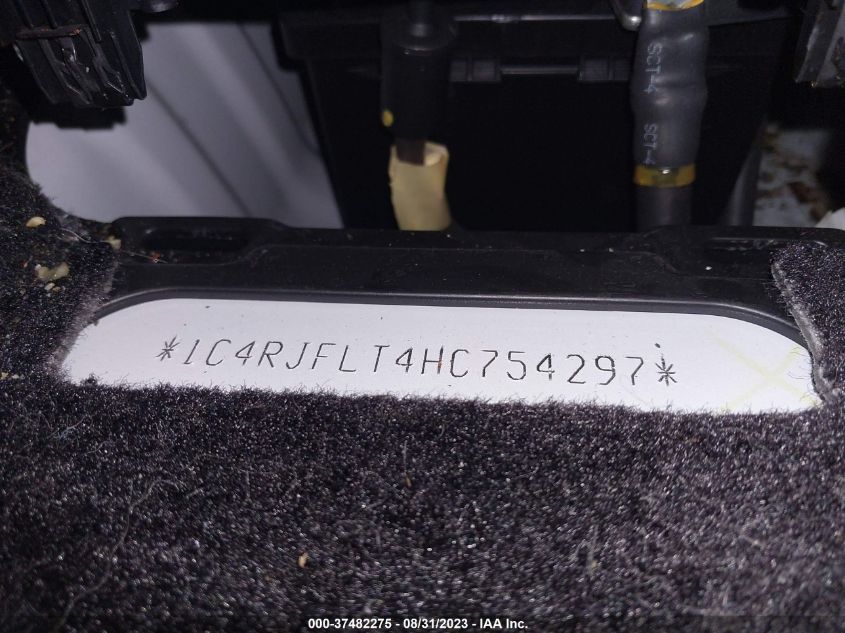 SCT-4
SCT-4
*1C4RJFLT4HC754297*
000-37482275 - 08/31/2023 - IAA Inc.